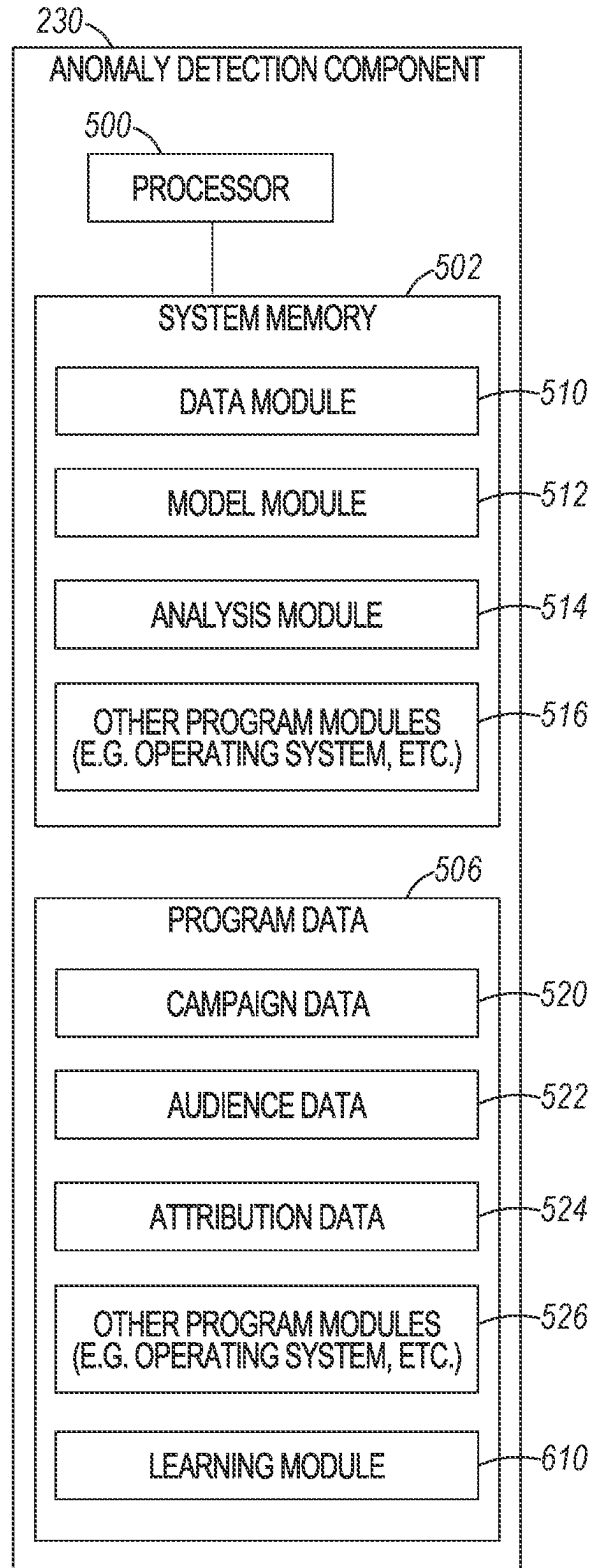 230
ANOMALY DETECTION COMPONENT
500
PROCESSOR
502
SYSTEM MEMORY
DATA MODULE
510
MODEL MODULE
512
ANALYSIS MODULE
514
OTHER PROGRAM MODULES
(E.G. OPERATING SYSTEM, ETC.)
516
506
PROGRAM DATA
CAMPAIGN DATA
520
AUDIENCE DATA
522
ATTRIBUTION DATA
524
OTHER PROGRAM MODULES
(E.G. OPERATING SYSTEM, ETC.)
526
LEARNING MODULE
610